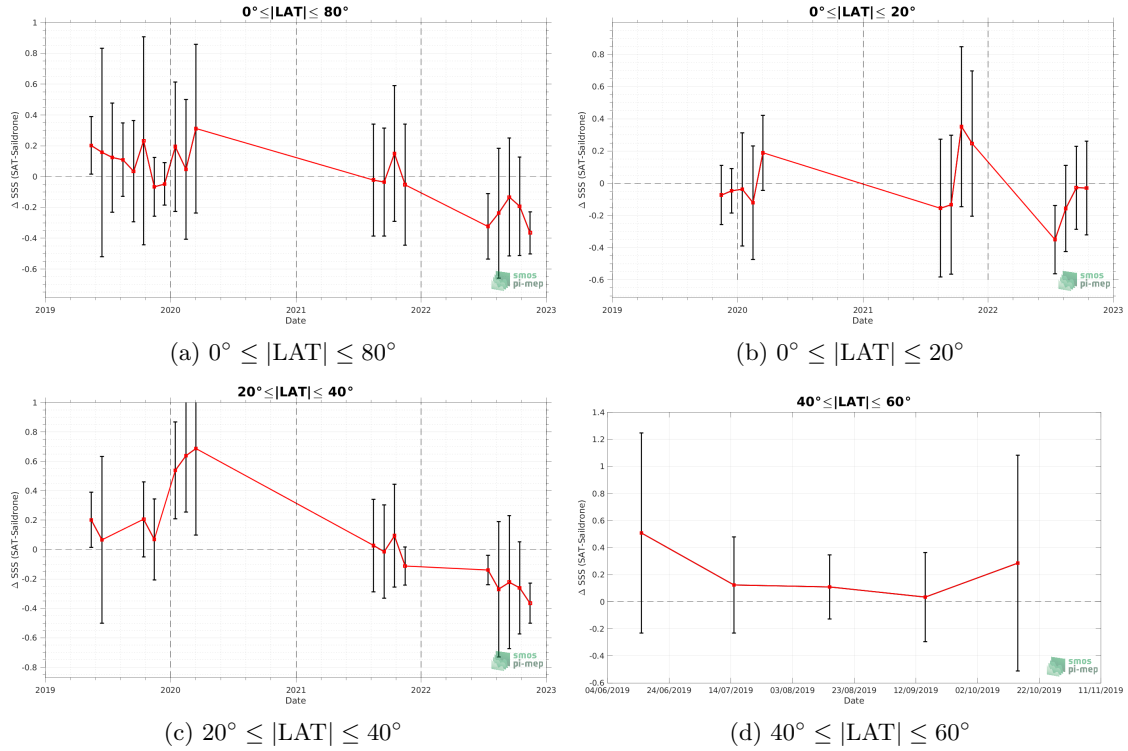 0°≤|LAT|≤ 80°
Δ SSS (SAT-Saildrone)
1
0.8
0.6
0.4
0.2
0
-0.2
-0.4
-0.6
2019
2020
2021
2022
2023
Date
smos
pi-mep
(a) 0° ≤ |LAT| ≤ 80°
0°≤|LAT|≤ 20°
Δ SSS (SAT-Saildrone)
0.8
0.6
0.4
0.2
0
-0.2
-0.4
-0.6
2019
2020
2021
2022
2023
Date
smos
pi-mep
(b) 0° ≤ |LAT| ≤ 20°
20°≤|LAT|≤ 40°
Δ SSS (SAT-Saildrone)
1
0.8
0.6
0.4
0.2
0
-0.2
-0.4
-0.6
-0.8
2019
2020
2021
2022
2023
Date
smos
pi-mep
(c) 20° ≤ |LAT| ≤ 40°
40°≤|LAT|≤ 60°
Δ SSS (SAT-Saildrone)
1.4
1.2
1
0.8
0.6
0.4
0.2
0
-0.2
-0.4
-0.6
04/06/2019
24/06/2019
14/07/2019
03/08/2019
23/08/2019
12/09/2019
02/10/2019
22/10/2019
11/11/2019
Date
smos
pi-mep
(d) 40° ≤ |LAT| ≤ 60°